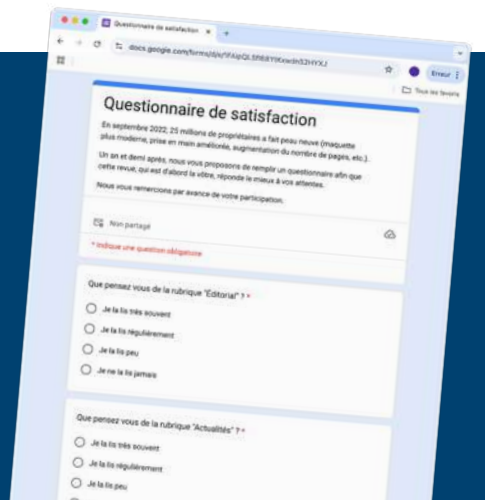 Questionnaire de satisfaction
docs.google.com/forms/d/e/
Erreur
Tous les favoris
Questionnaire de satisfaction
En septembre 2022, 25 millions de propriétaires a fait peau neuve (maquette
plus moderne, prise en main améliorée, augmentation du nombre de pages, etc.).
Un an et demi après, nous vous proposons de remplir un questionnaire afin que
cette revue, qui est d'abord la vôtre, réponde le mieux à vos attentes.
Nous vous remercions par avance de votre participation.
Non partagé
* Indique une question obligatoire
Que pensez vous de la rubrique "Éditorial" ? *
Je la lis très souvent
Je la lis régulièrement
Je la lis peu
Je ne la lis jamais
Que pensez vous de la rubrique "Actualités" ? *
Je la lis très souvent
Je la lis régulièrement
Je la lis peu